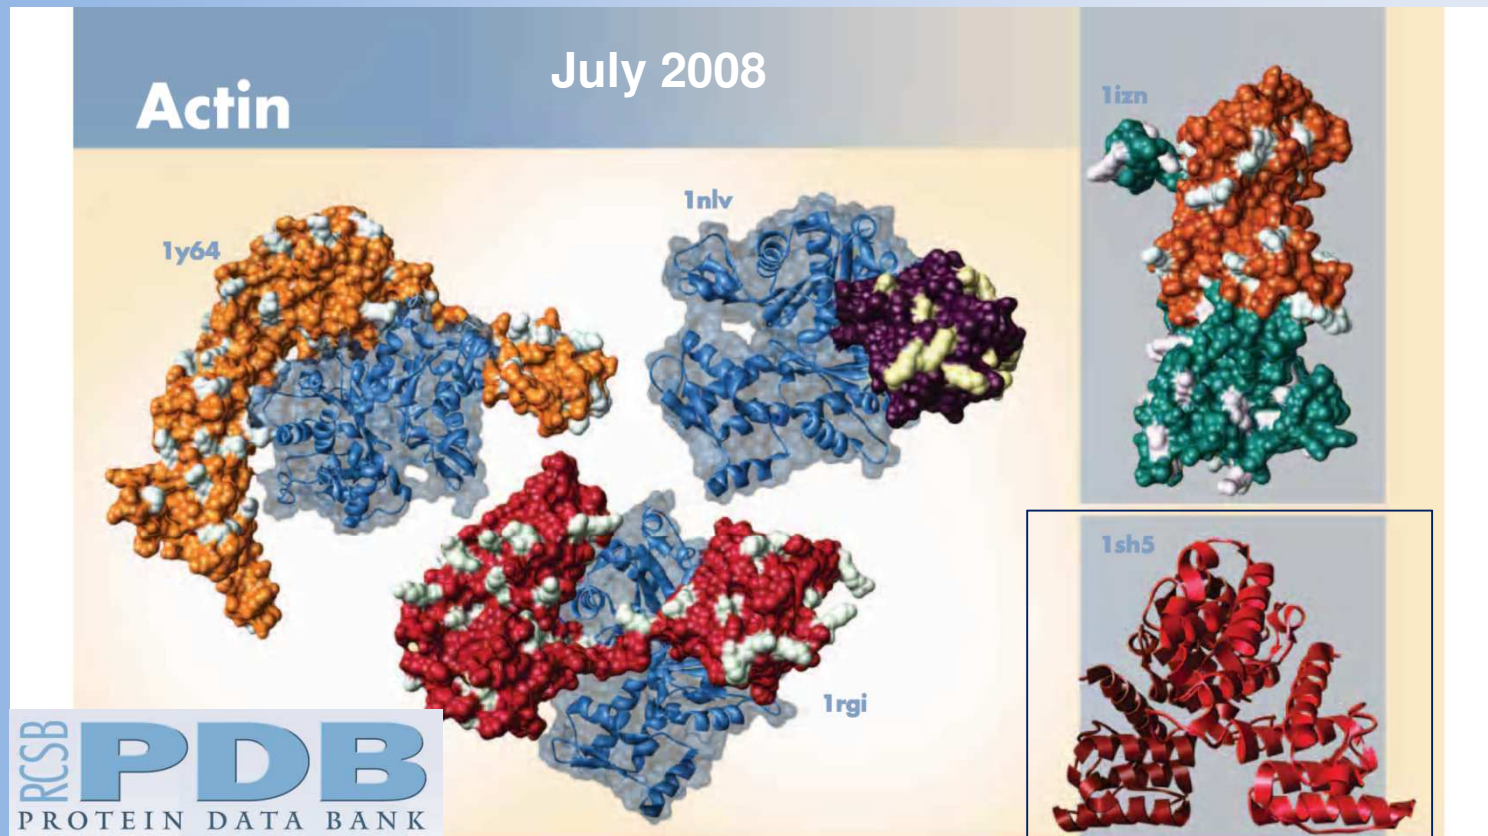 July 2008
Actin
1izn
1nlv
1y64
1sh5
1rgi
RCSB
PDB
PROTEIN DATA BANK